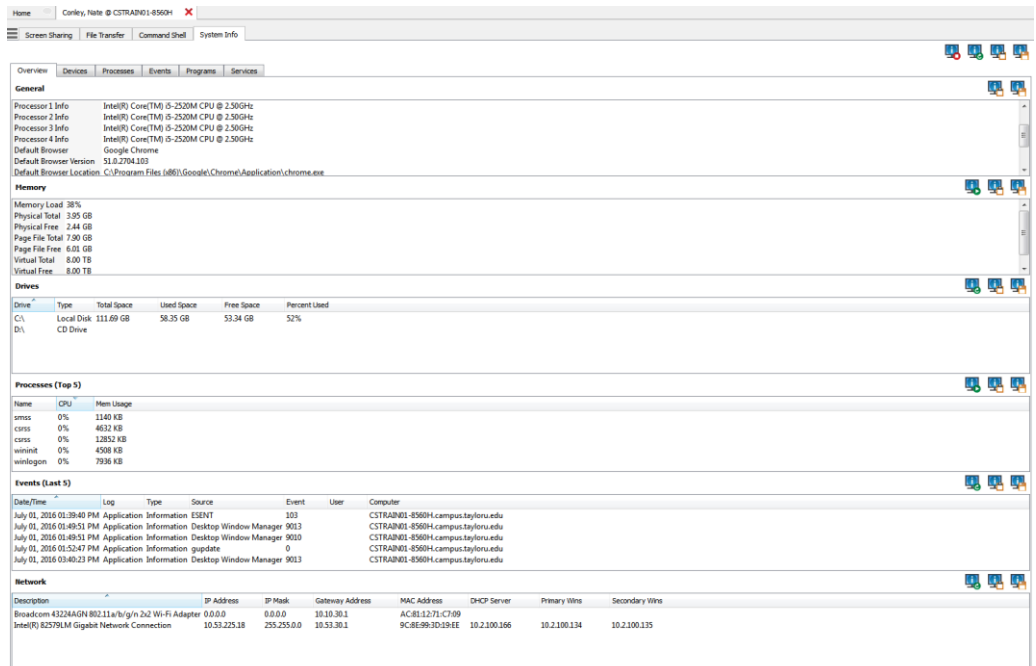 Home Conley, Nate @ CSTRAIN01-8560H
Screen Sharing File Transfer Command Shell System Info
Overview Devices Processes Events Programs Services
General
Processor 1 Info Intel(R) Core(TM) i5-2520M CPU @ 2.50GHz
Processor 2 Info Intel(R) Core(TM) i5-2520M CPU @ 2.50GHz
Processor 3 Info Intel(R) Core(TM) i5-2520M CPU @ 2.50GHz
Processor 4 Info Intel(R) Core(TM) i5-2520M CPU @ 2.50GHz
Default Browser Google Chrome
Default Browser Version 51.0.2704.103
Default Browser Location C:\Program Files (x86)\Google\Chrome\Application\chrome.exe
Memory
Memory Load 38%
Physical Total 3.95 GB
Physical Free 2.44 GB
Page File Total 7.90 GB
Page File Free 6.01 GB
Virtual Total 8.00 TB
Virtual Free 8.00 TB
Drives
Drive Type Total Space Used Space Free Space Percent Used
C:\ Local Disk 111.69 GB 58.35 GB 53.34 GB 52%
D:\ CD Drive
Processes (Top 5)
Name CPU Mem Usage
smss 0% 1140 KB
csrss 0% 4632 KB
csrss 0% 12852 KB
wininit 0% 4508 KB
winlogon 0% 7936 KB
Events (Last 5)
Date/Time Log Type Source Event User Computer
July 01, 2016 01:39:40 PM Application Information ESENT 103 CSTRAIN01-8560H.campus.tayloru.edu
July 01, 2016 01:49:51 PM Application Information Desktop Window Manager 9013 CSTRAIN01-8560H.campus.tayloru.edu
July 01, 2016 01:49:51 PM Application Information Desktop Window Manager 9010 CSTRAIN01-8560H.campus.tayloru.edu
July 01, 2016 01:52:47 PM Application Information gupdate 0 CSTRAIN01-8560H.campus.tayloru.edu
July 01, 2016 03:40:23 PM Application Information Desktop Window Manager 9013 CSTRAIN01-8560H.campus.tayloru.edu
Network
Description IP Address IP Mask Gateway Address MAC Address DHCP Server Primary Wins Secondary Wins
Broadcom 43224AGN 802.11a/b/g/n 2x2 Wi-Fi Adapter 0.0.0.0 0.0.0.0 10.10.30.1 AC:81:12:71:C7:09
Intel(R) 82579LM Gigabit Network Connection 10.53.225.18 255.255.0.0 10.53.30.1 9C:8E:99:3D:19:EE 10.2.100.166 10.2.100.134 10.2.100.135